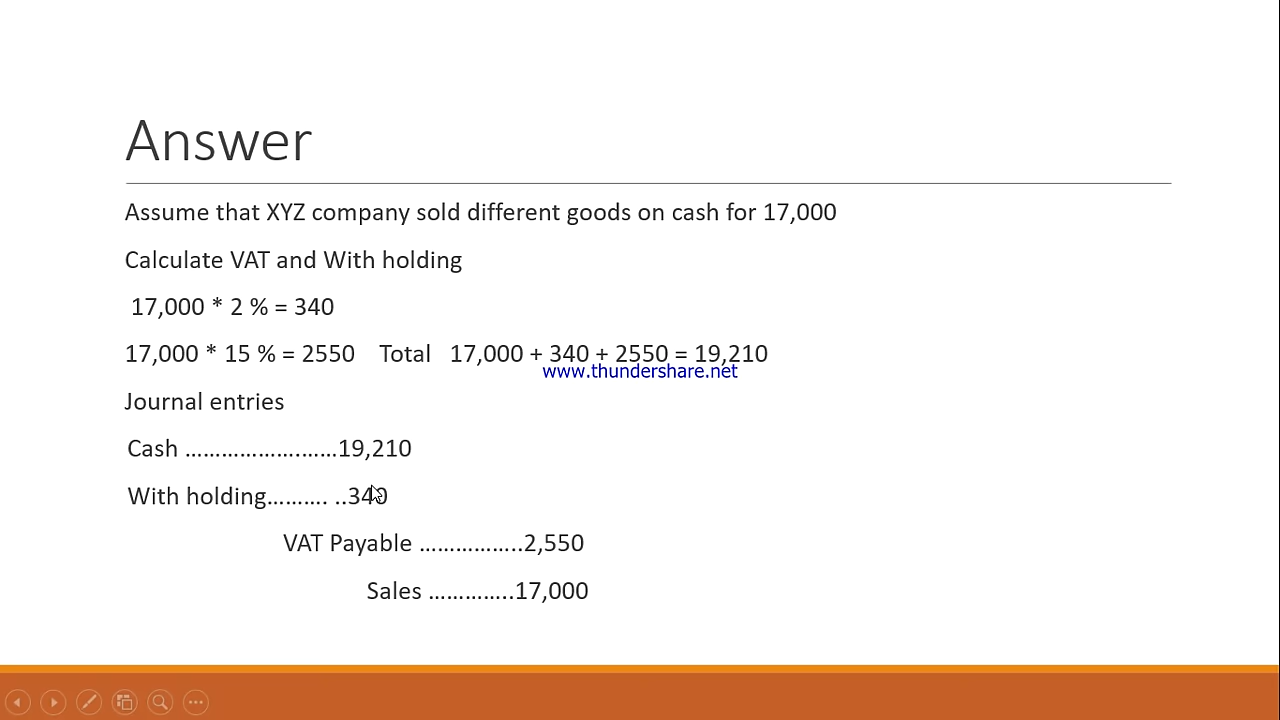 Answer
Assume that XYZ company sold different goods on cash for 17,000
Calculate VAT and With holding
17,000 * 2 % = 340
17,000 * 15 % = 2550 Total 17,000 + 340 + 2550 = 19,210
www.thundershare.net
Journal entries
Cash ……………….……19,210
With holding………. ..340
VAT Payable ……………..2,550
Sales …………..17,000